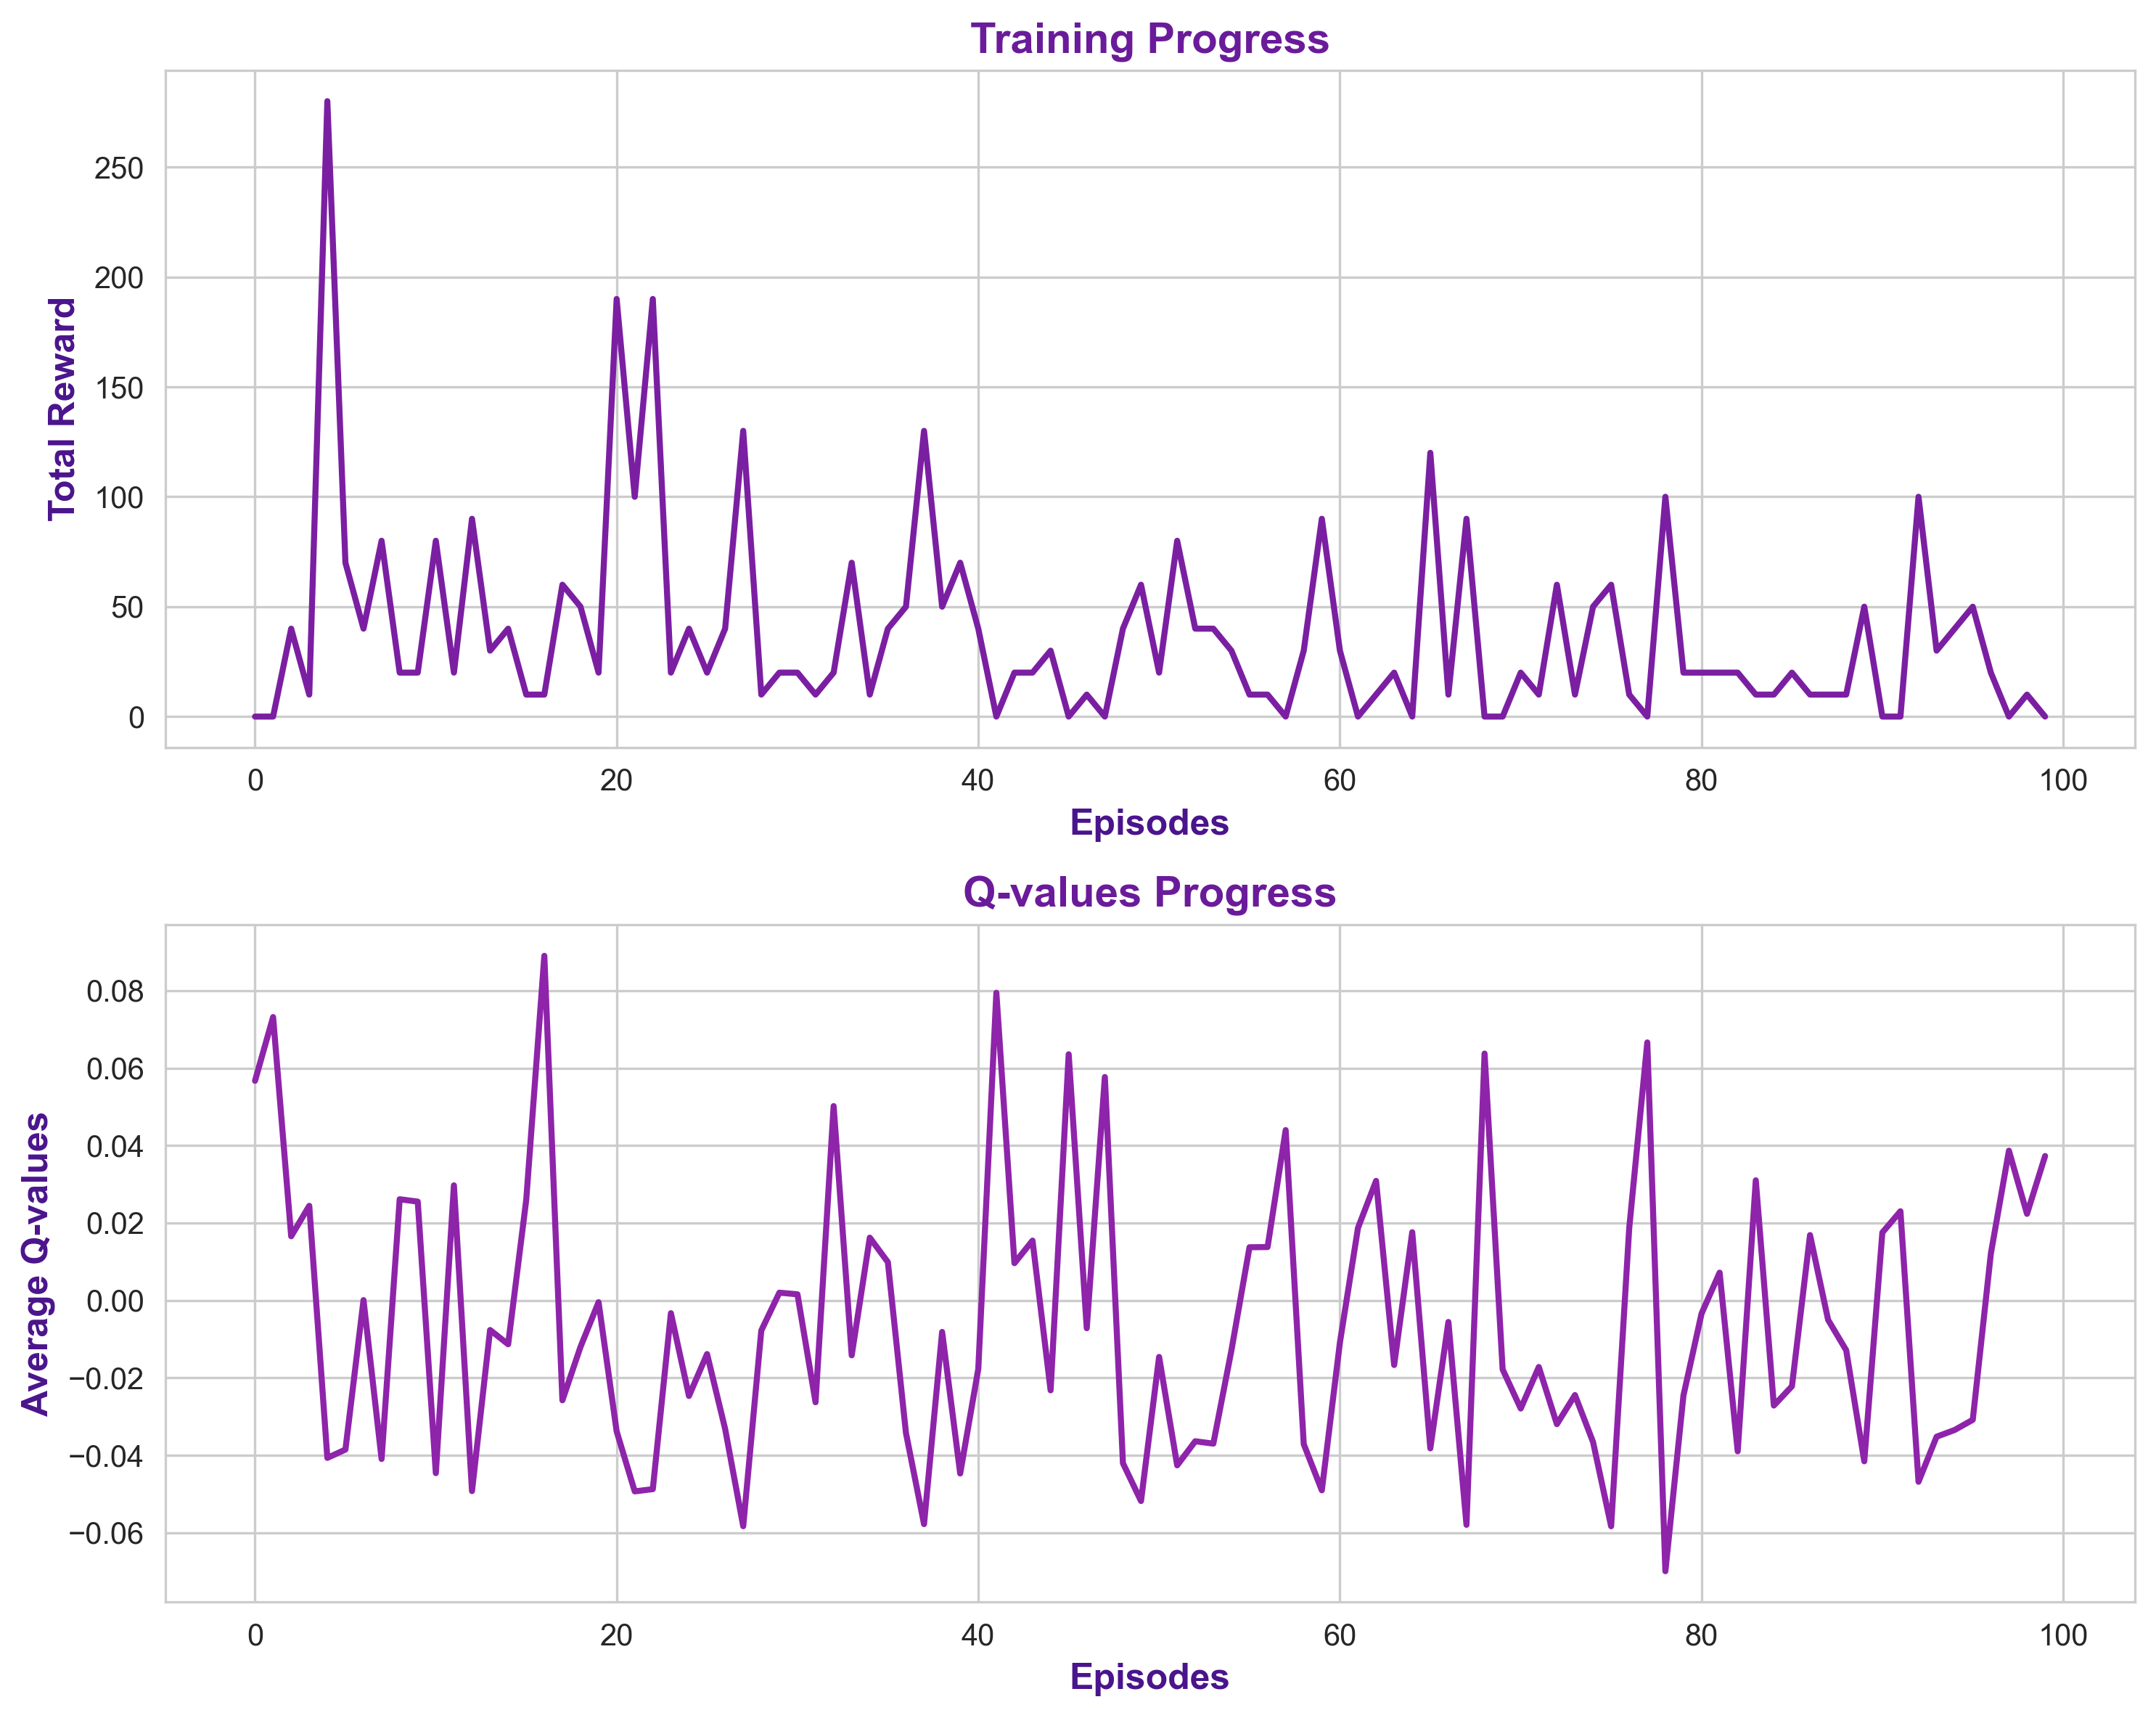 Training Progress
250
200
150
100
50
0
Total Reward
0 20 40 60 80 100
Episodes
Q-values Progress
0.08
0.06
0.04
0.02
0.00
−0.02
−0.04
−0.06
Average Q-values
0 20 40 60 80 100
Episodes